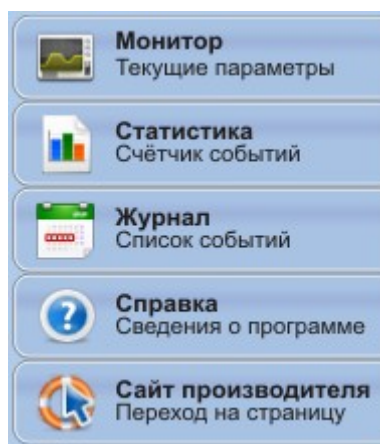 Монитор
Текущие параметры
Статистика
Счётчик событий
Журнал
Список событий
Справка
Сведения о программе
Сайт производителя
Переход на страницу